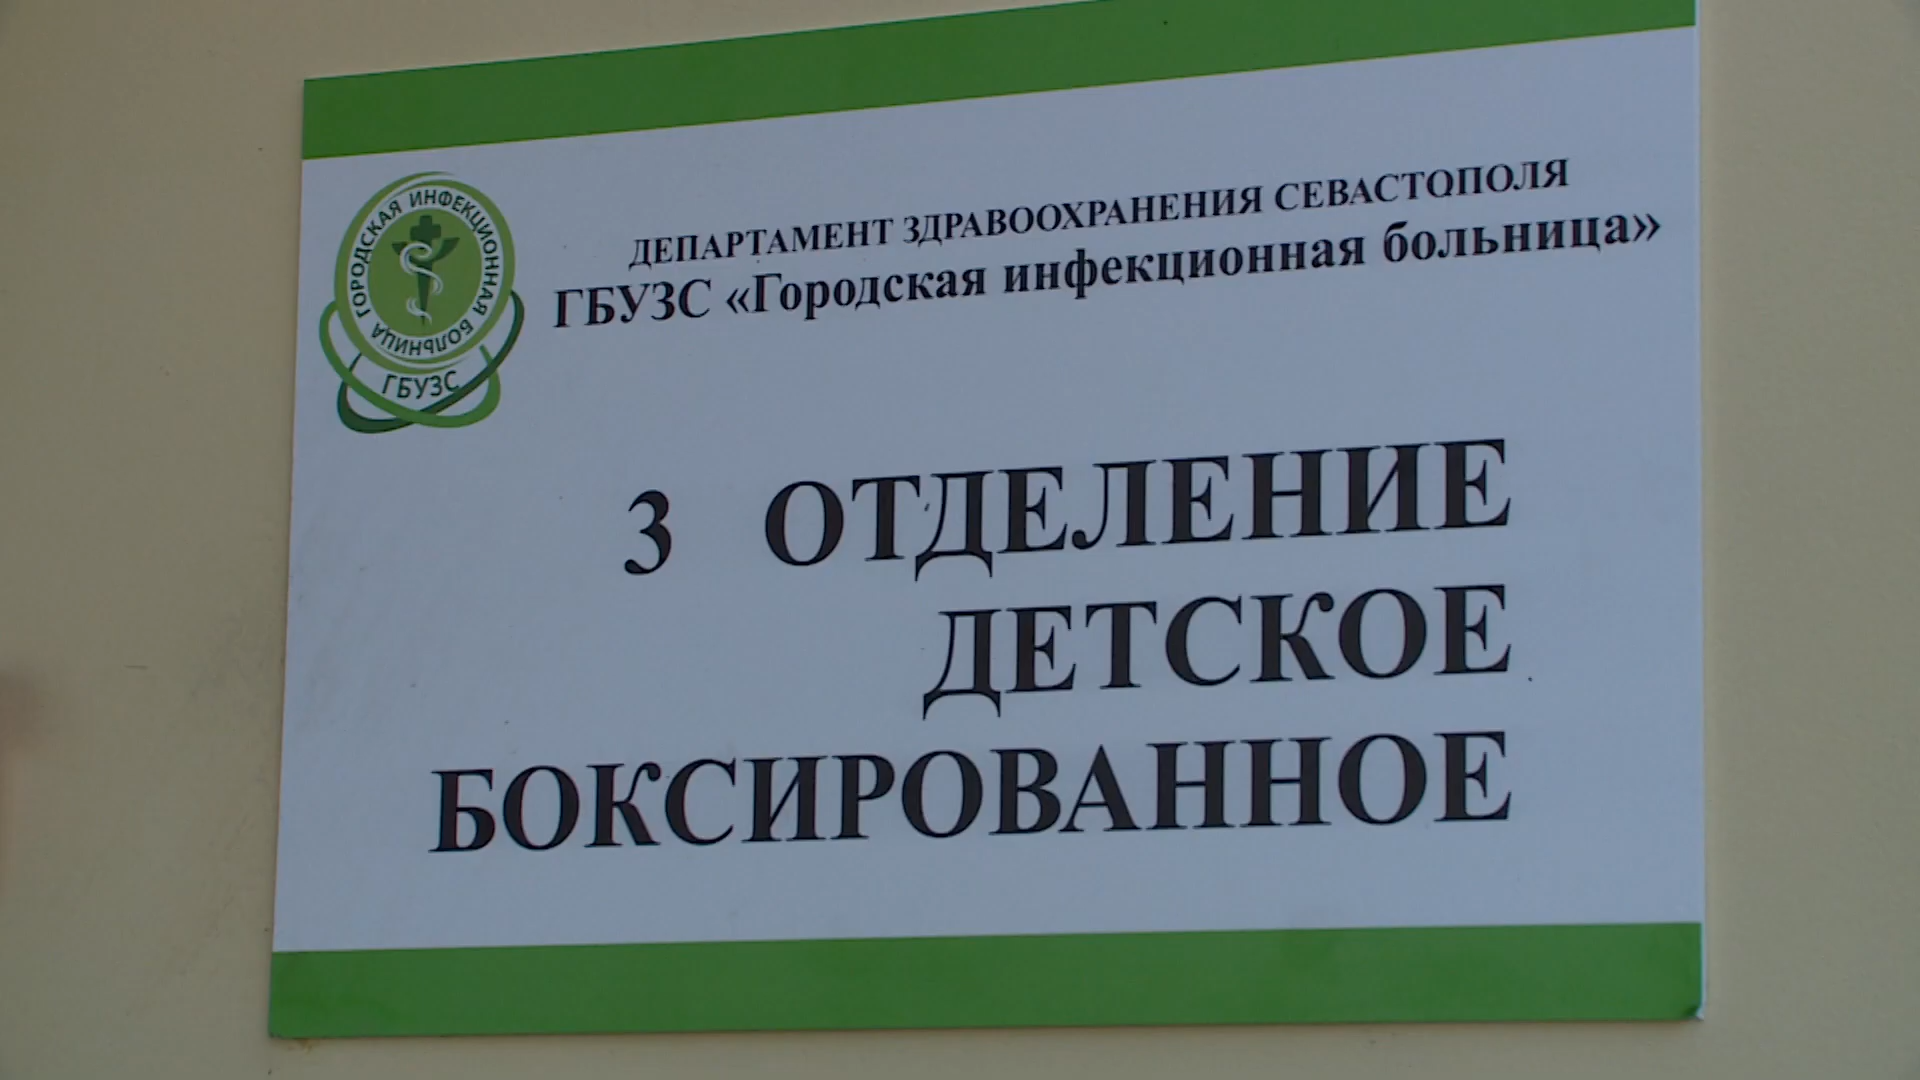 ГОРОДСКАЯ ИНФЕКЦИОННАЯ БОЛЬНИЦА
ГБУЗС
ДЕПАРТАМЕНТ ЗДРАВООХРАНЕНИЯ СЕВАСТОПОЛЯ
ГБУЗС «Городская инфекционная больница»
3 ОТДЕЛЕНИЕ
ДЕТСКОЕ
БОКСИРОВАННОЕ